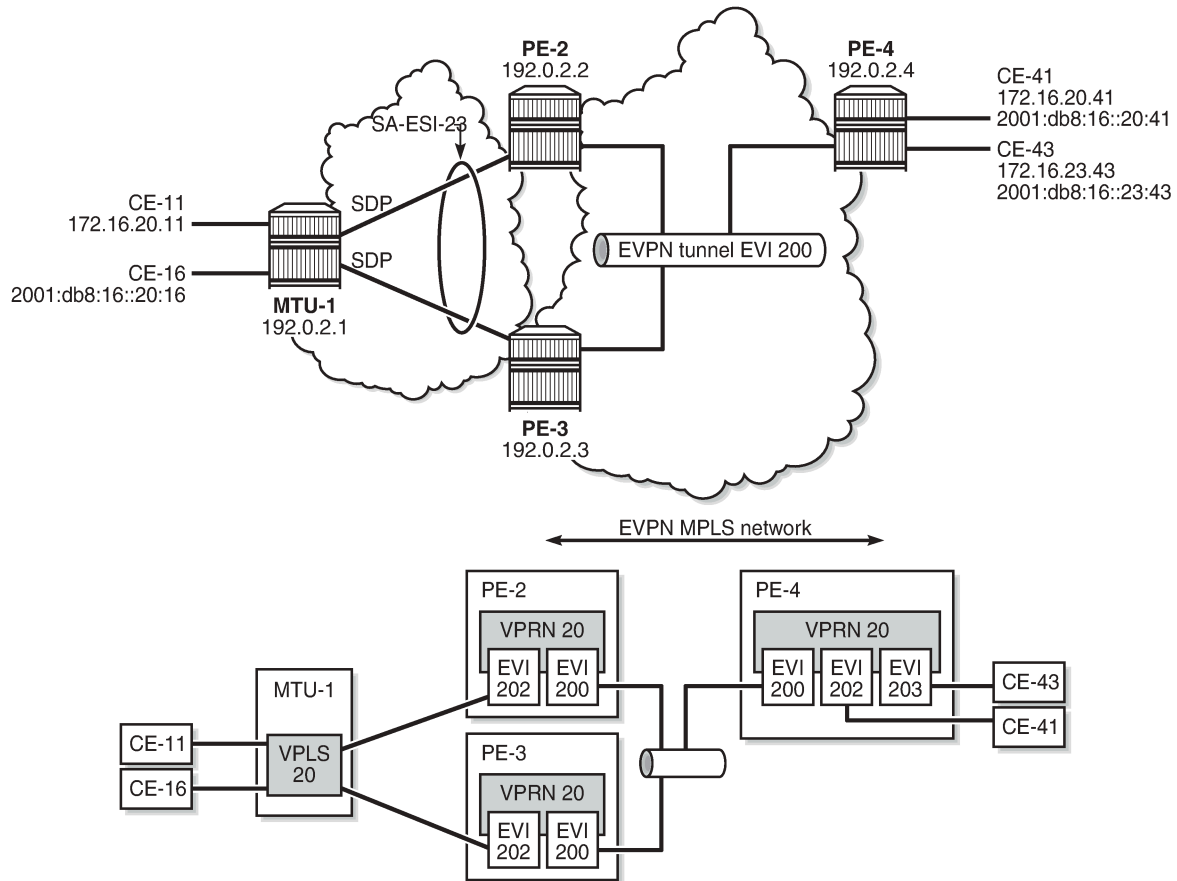 PE-2
192.0.2.2
PE-4
192.0.2.4
CE-41
172.16.20.41
2001:db8:16::20:41
CE-43
172.16.23.43
2001:db8:16::23:43
SA-ESI-23
CE-11
172.16.20.11
SDP
SDP
EVPN tunnel EVI 200
CE-16
2001:db8:16::20:16
MTU-1
192.0.2.1
PE-3
192.0.2.3
EVPN MPLS network
PE-2
VPRN 20
EVI
202
EVI
200
PE-4
VPRN 20
EVI
200
EVI
202
EVI
203
CE-43
CE-41
MTU-1
VPLS
20
CE-11
CE-16
PE-3
VPRN 20
EVI
202
EVI
200